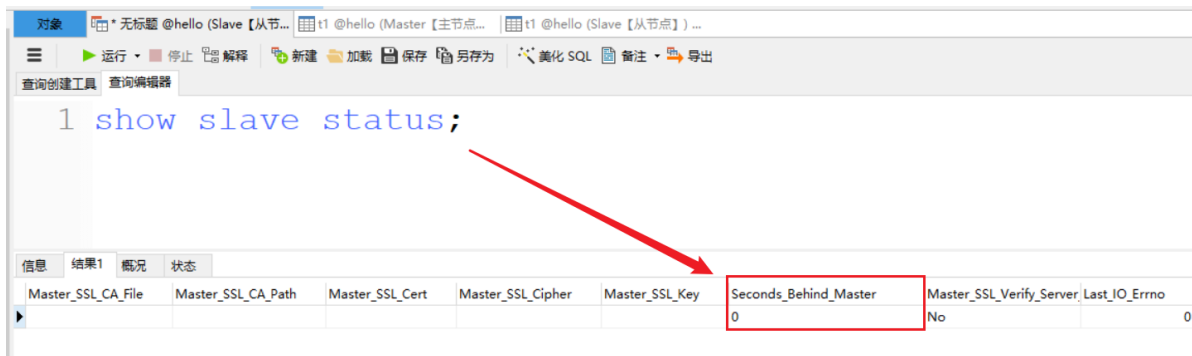 对象 * 无标题 @hello (Slave【从节... t1 @hello (Master【主节点... t1 @hello (Slave【从节点】) ...
运行 停止 解释 新建 加载 保存 另存为 美化 SQL 备注 导出
查询创建工具 查询编辑器
1 show slave status;
信息 结果1 概况 状态
Master_SSL_CA_File Master_SSL_CA_Path Master_SSL_Cert Master_SSL_Cipher Master_SSL_Key Seconds_Behind_Master Master_SSL_Verify_Server_ Last_IO_Errno
0 No 0